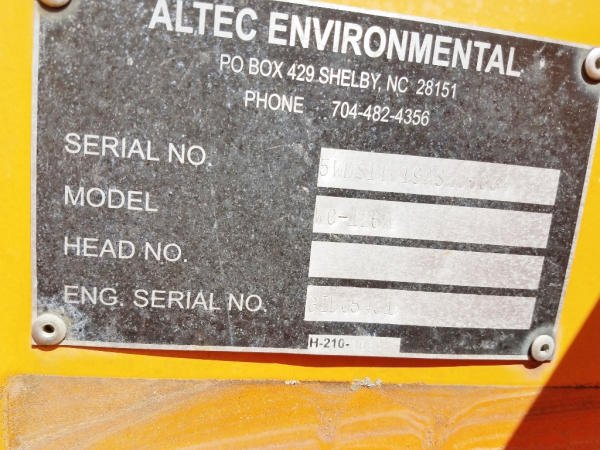 ALTEC ENVIRONMENTAL
PO BOX 429 SHELBY, NC 28151
PHONE 704-482-4356
SERIAL NO.
MODEL
HEAD NO.
ENG. SERIAL NO.
H-210-